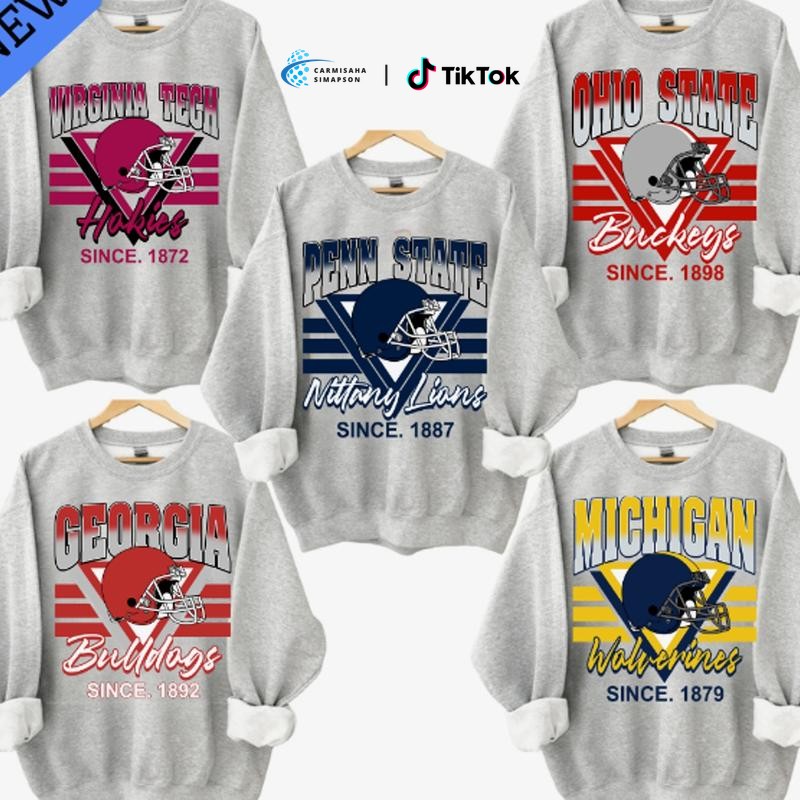 NEW
CARMISAHA
SIMAPSON
|
TikTok
VIRGINIA TECH
Hokies
SINCE. 1872
OHIO STATE
Buckeys
SINCE. 1898
PENN STATE
Nittany Lions
SINCE. 1887
GEORGIA
Bulldogs
SINCE. 1892
MICHIGAN
Wolverines
SINCE. 1879